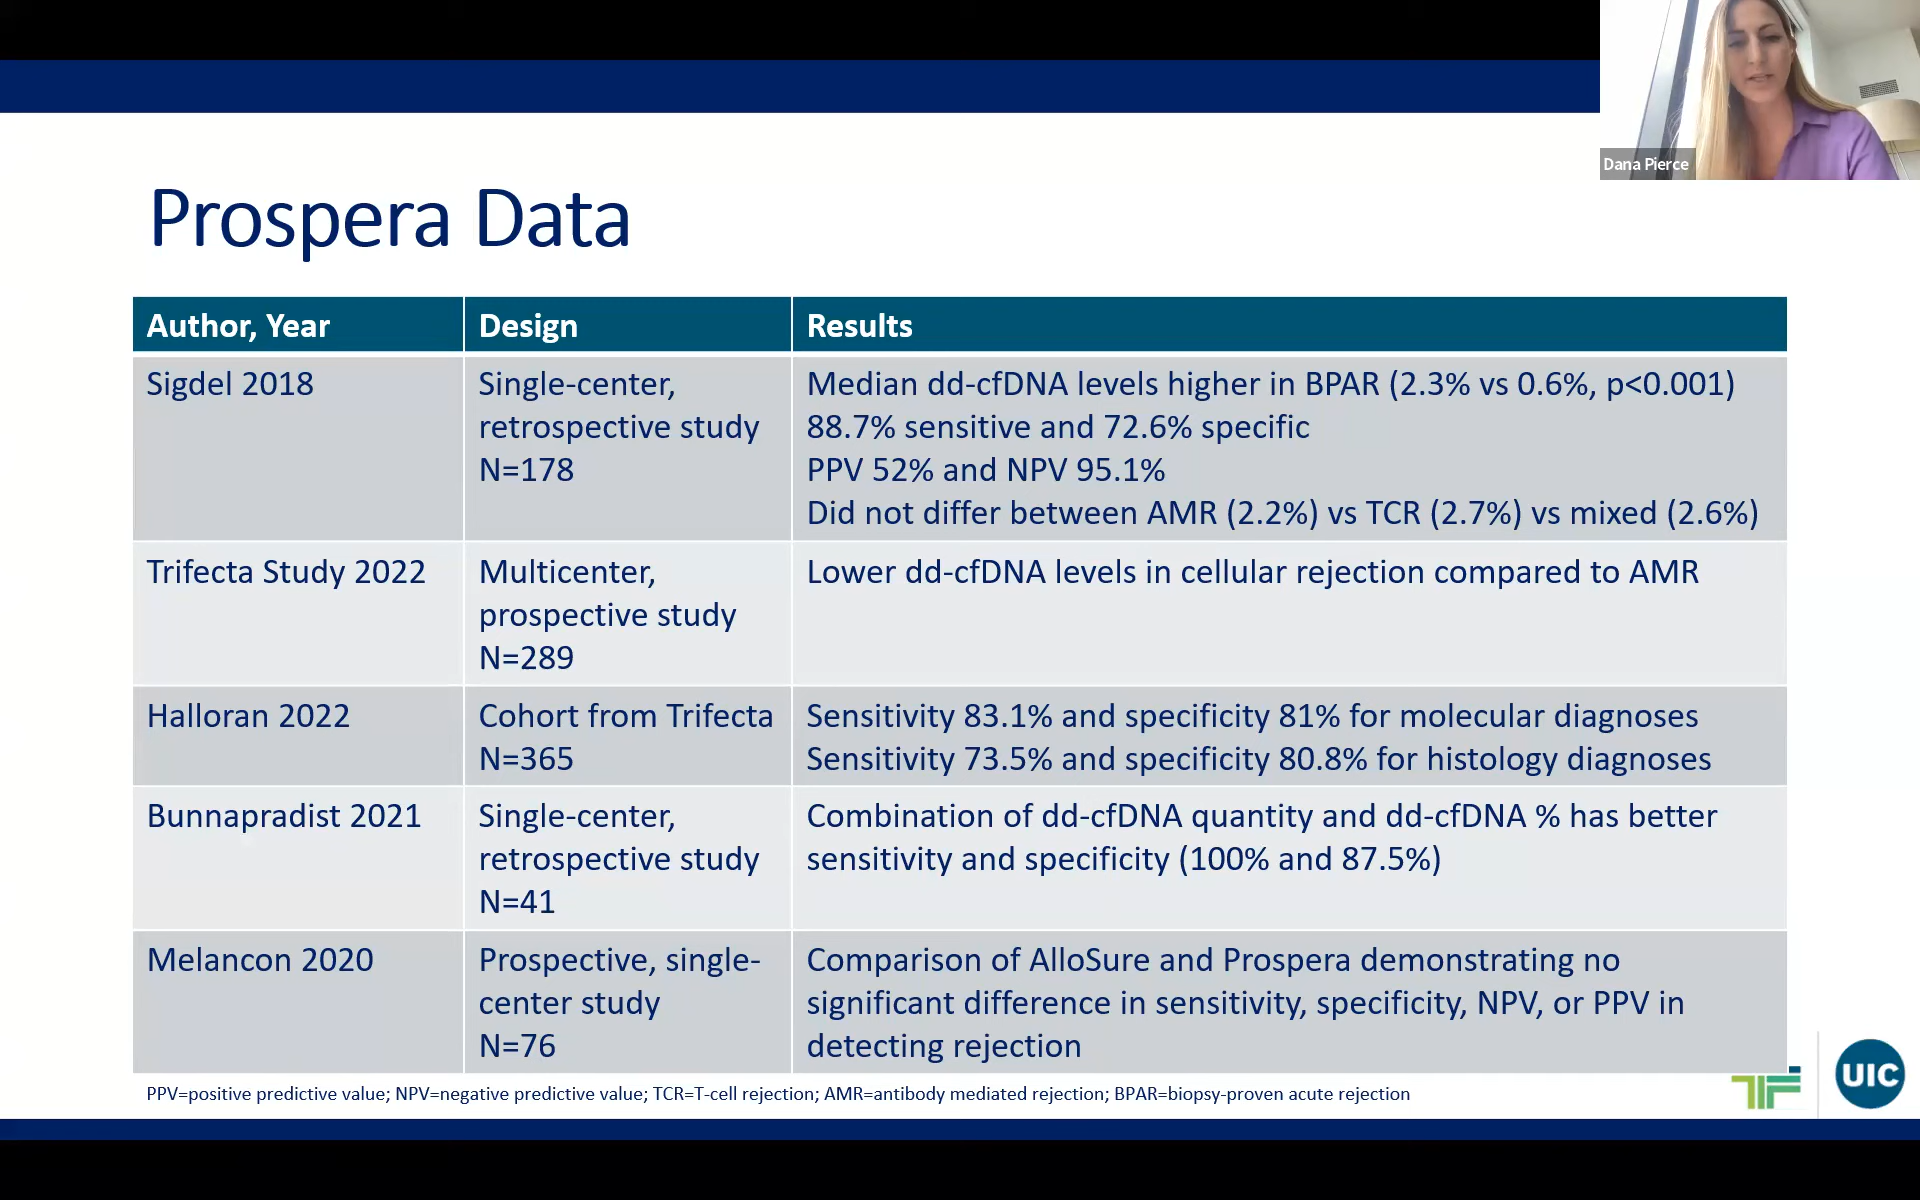 Dana Pierce
Prospera Data
Author, Year
Design
Results
Sigdel 2018
Single-center,
retrospective study
N=178
Median dd-cfDNA levels higher in BPAR (2.3% vs 0.6%, p<0.001)
88.7% sensitive and 72.6% specific
PPV 52% and NPV 95.1%
Did not differ between AMR (2.2%) vs TCR (2.7%) vs mixed (2.6%)
Trifecta Study 2022
Multicenter,
prospective study
N=289
Lower dd-cfDNA levels in cellular rejection compared to AMR
Halloran 2022
Cohort from Trifecta
N=365
Sensitivity 83.1% and specificity 81% for molecular diagnoses
Sensitivity 73.5% and specificity 80.8% for histology diagnoses
Bunnapradist 2021
Single-center,
retrospective study
N=41
Combination of dd-cfDNA quantity and dd-cfDNA % has better
sensitivity and specificity (100% and 87.5%)
Melancon 2020
Prospective, single-
center study
N=76
Comparison of AlloSure and Prospera demonstrating no
significant difference in sensitivity, specificity, NPV, or PPV in
detecting rejection
PPV=positive predictive value; NPV=negative predictive value; TCR=T-cell rejection; AMR=antibody mediated rejection; BPAR=biopsy-proven acute rejection
UIC